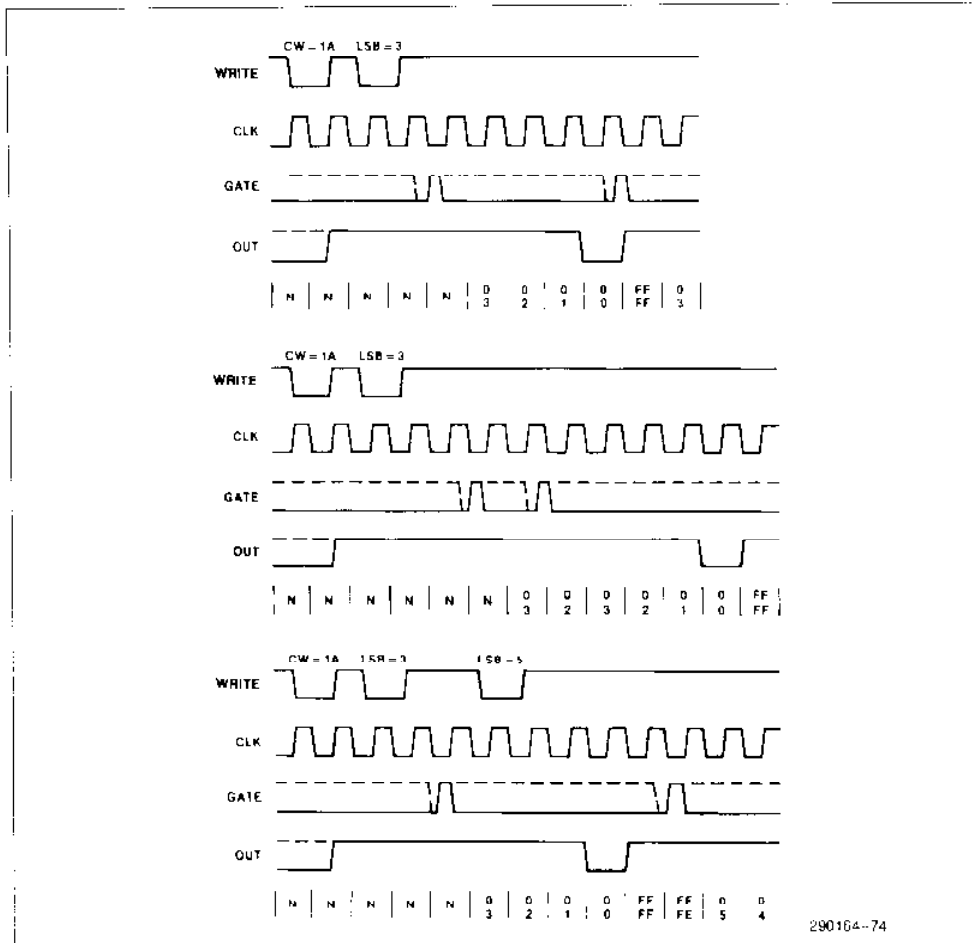 CW=1A LSB=3
WRITE
CLK
GATE
OUT
N N N N N 0 0 0 0 FF 0
3 2 1 0 FF 3
CW=1A LSB=3
WRITE
CLK
GATE
OUT
N N N N N N 0 0 0 0 0 0 FF
3 2 3 2 1 0 FF
CW=1A LSB=3 LSB=5
WRITE
CLK
GATE
OUT
N N N N N 0 0 0 0 FF FF 0 0
3 2 1 0 FF FE 5 4
290164-74